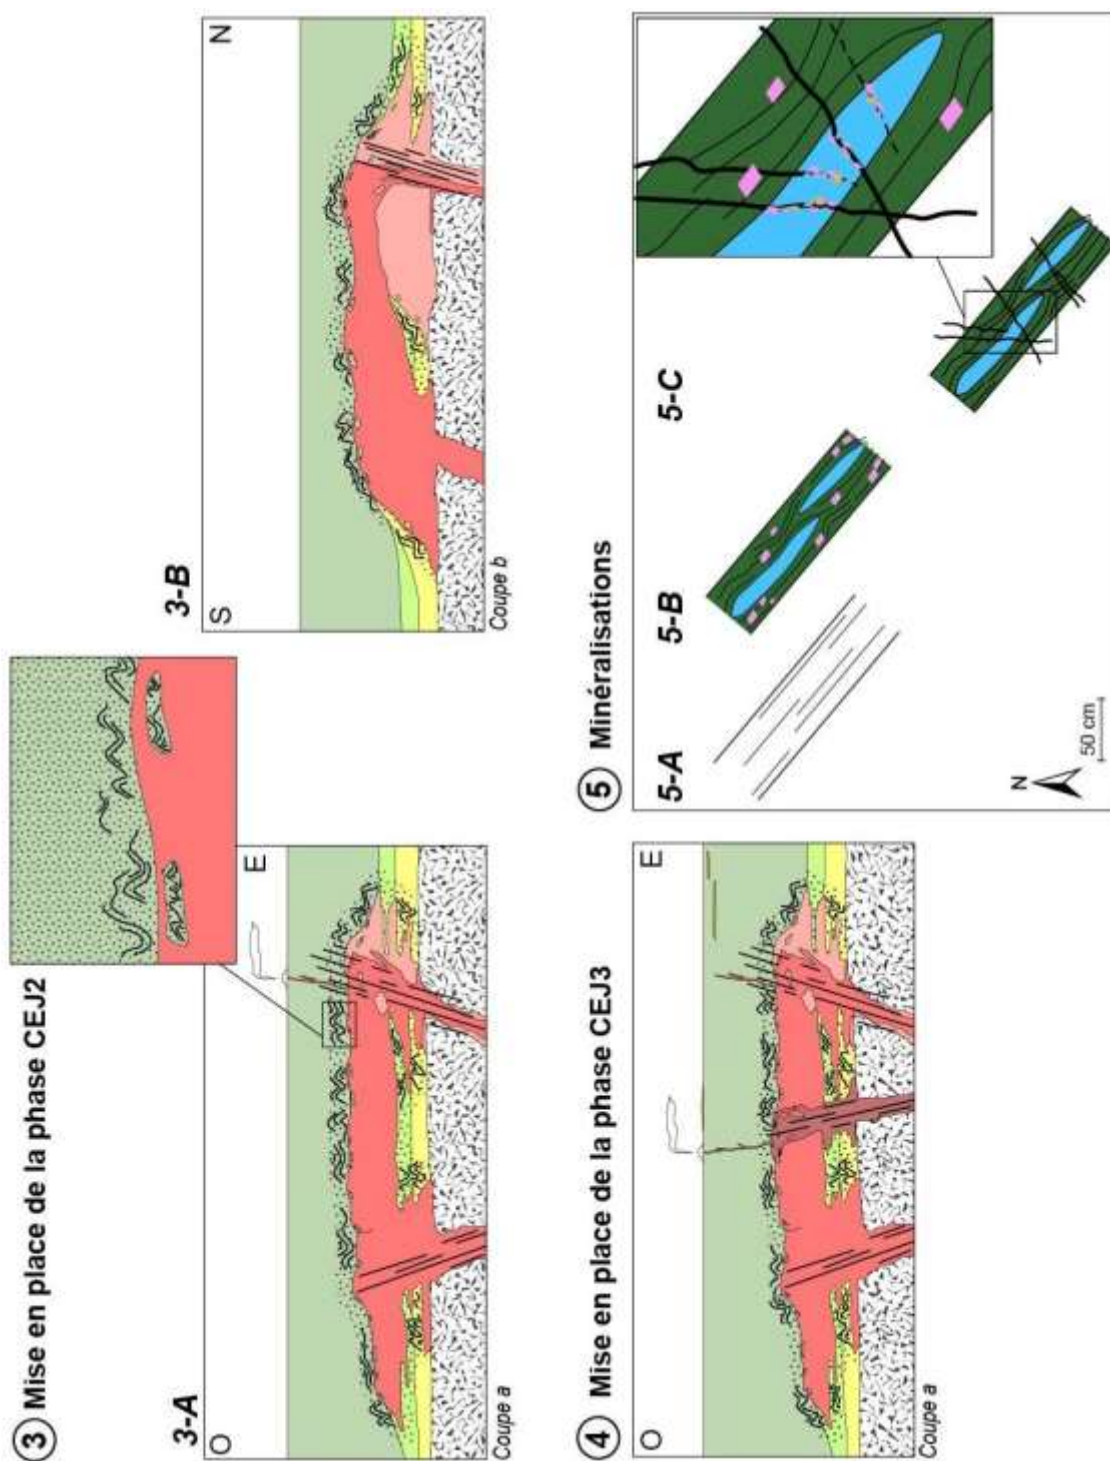 3 Mise en place de la phase CEJ2
3-A
O
E
Coupe a
3-B
S
N
Coupe b
4 Mise en place de la phase CEJ3
O
E
Coupe a
5 Minéralisations
5-A
5-B
5-C
N
50 cm